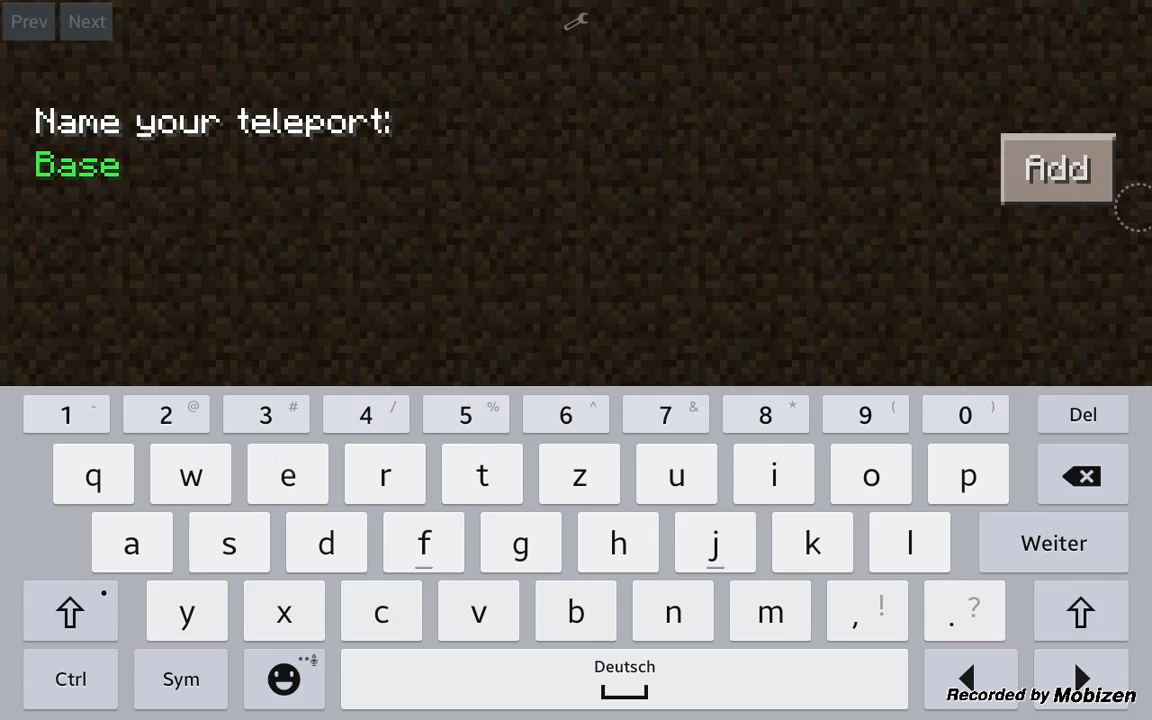 Prev Next
Name your teleport:
Base
Add
1 - 2 @ 3 # 4 / 5 % 6 ^ 7 & 8 * 9 ( 0 ) Del
q w e r t z u i o p
a s d f g h j k l Weiter
y x c v b n m , ! . ?
Ctrl Sym Deutsch
Recorded by Mobizen